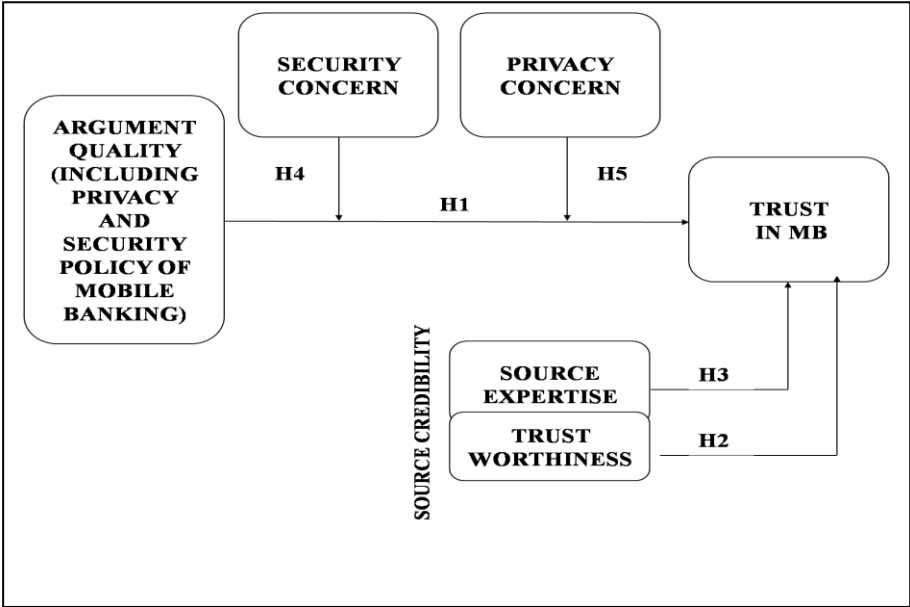 SECURITY
CONCERN
PRIVACY
CONCERN
ARGUMENT
QUALITY
(INCLUDING
PRIVACY
AND
SECURITY
POLICY OF
MOBILE
BANKING)
H4
H5
H1
TRUST
IN MB
SOURCE CREDIBILITY
SOURCE
EXPERTISE
H3
TRUST
WORTHINESS
H2